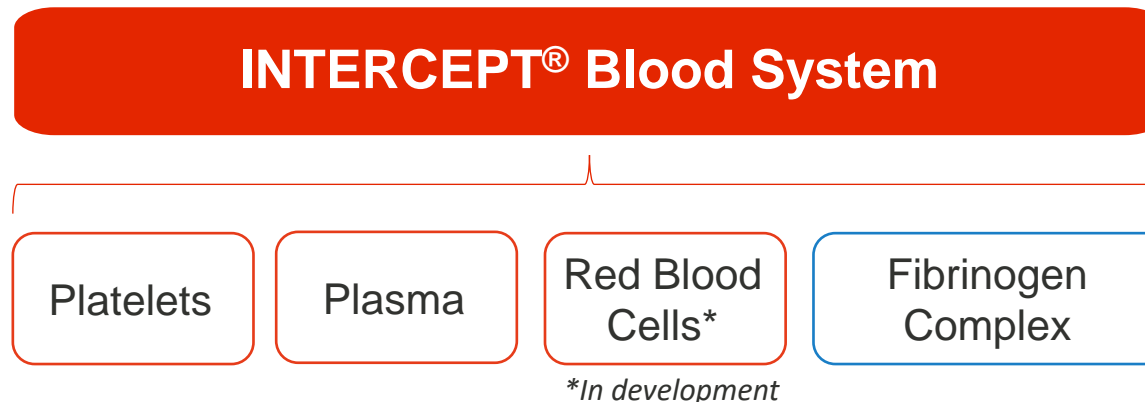 INTERCEPT® Blood System
Platelets
Plasma
Red Blood
Cells*
Fibrinogen
Complex
*In development